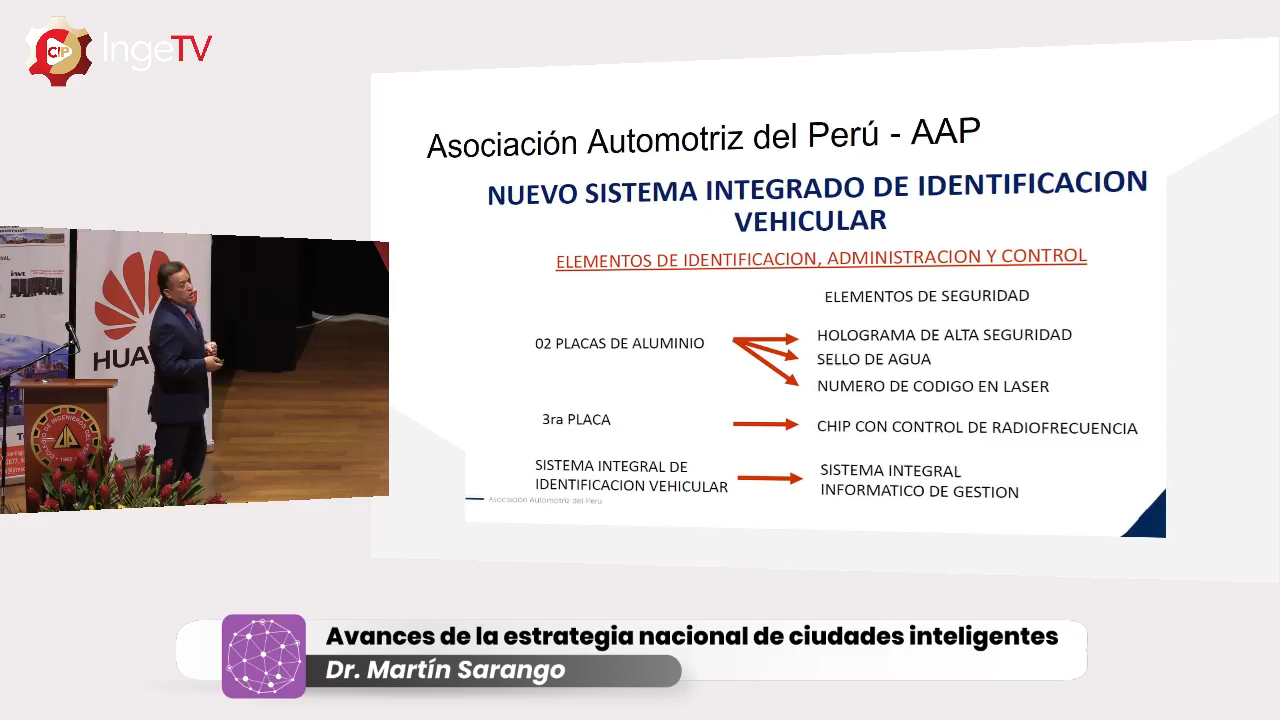 CIP IngeTV
Asociación Automotriz del Perú - AAP
NUEVO SISTEMA INTEGRADO DE IDENTIFICACION
VEHICULAR
ELEMENTOS DE IDENTIFICACION, ADMINISTRACION Y CONTROL
ELEMENTOS DE SEGURIDAD
02 PLACAS DE ALUMINIO
HOLOGRAMA DE ALTA SEGURIDAD
SELLO DE AGUA
NUMERO DE CODIGO EN LASER
3ra PLACA
CHIP CON CONTROL DE RADIOFRECUENCIA
SISTEMA INTEGRAL DE
IDENTIFICACION VEHICULAR
SISTEMA INTEGRAL
INFORMATICO DE GESTION
Asociación Automotriz del Perú
HUA
1962
Avances de la estrategia nacional de ciudades inteligentes
Dr. Martín Sarango